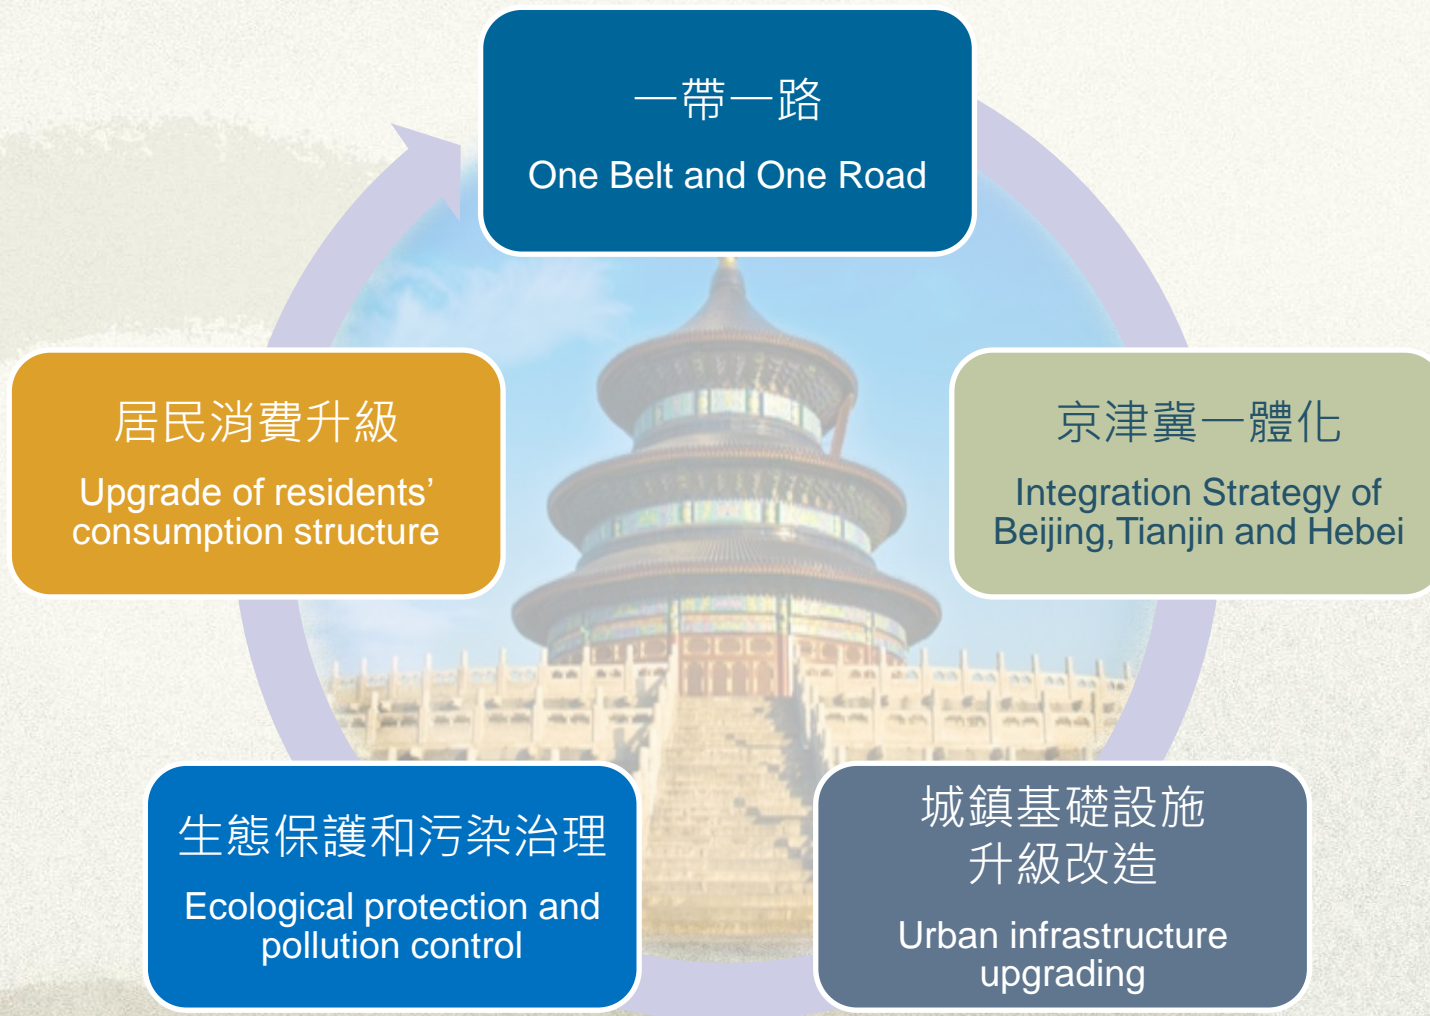 一帶一路
One Belt and One Road
京津冀一體化
Integration Strategy of
Beijing,Tianjin and Hebei
城鎮基礎設施
升級改造
Urban infrastructure
upgrading
生態保護和污染治理
Ecological protection and
pollution control
居民消費升級
Upgrade of residents’
consumption structure